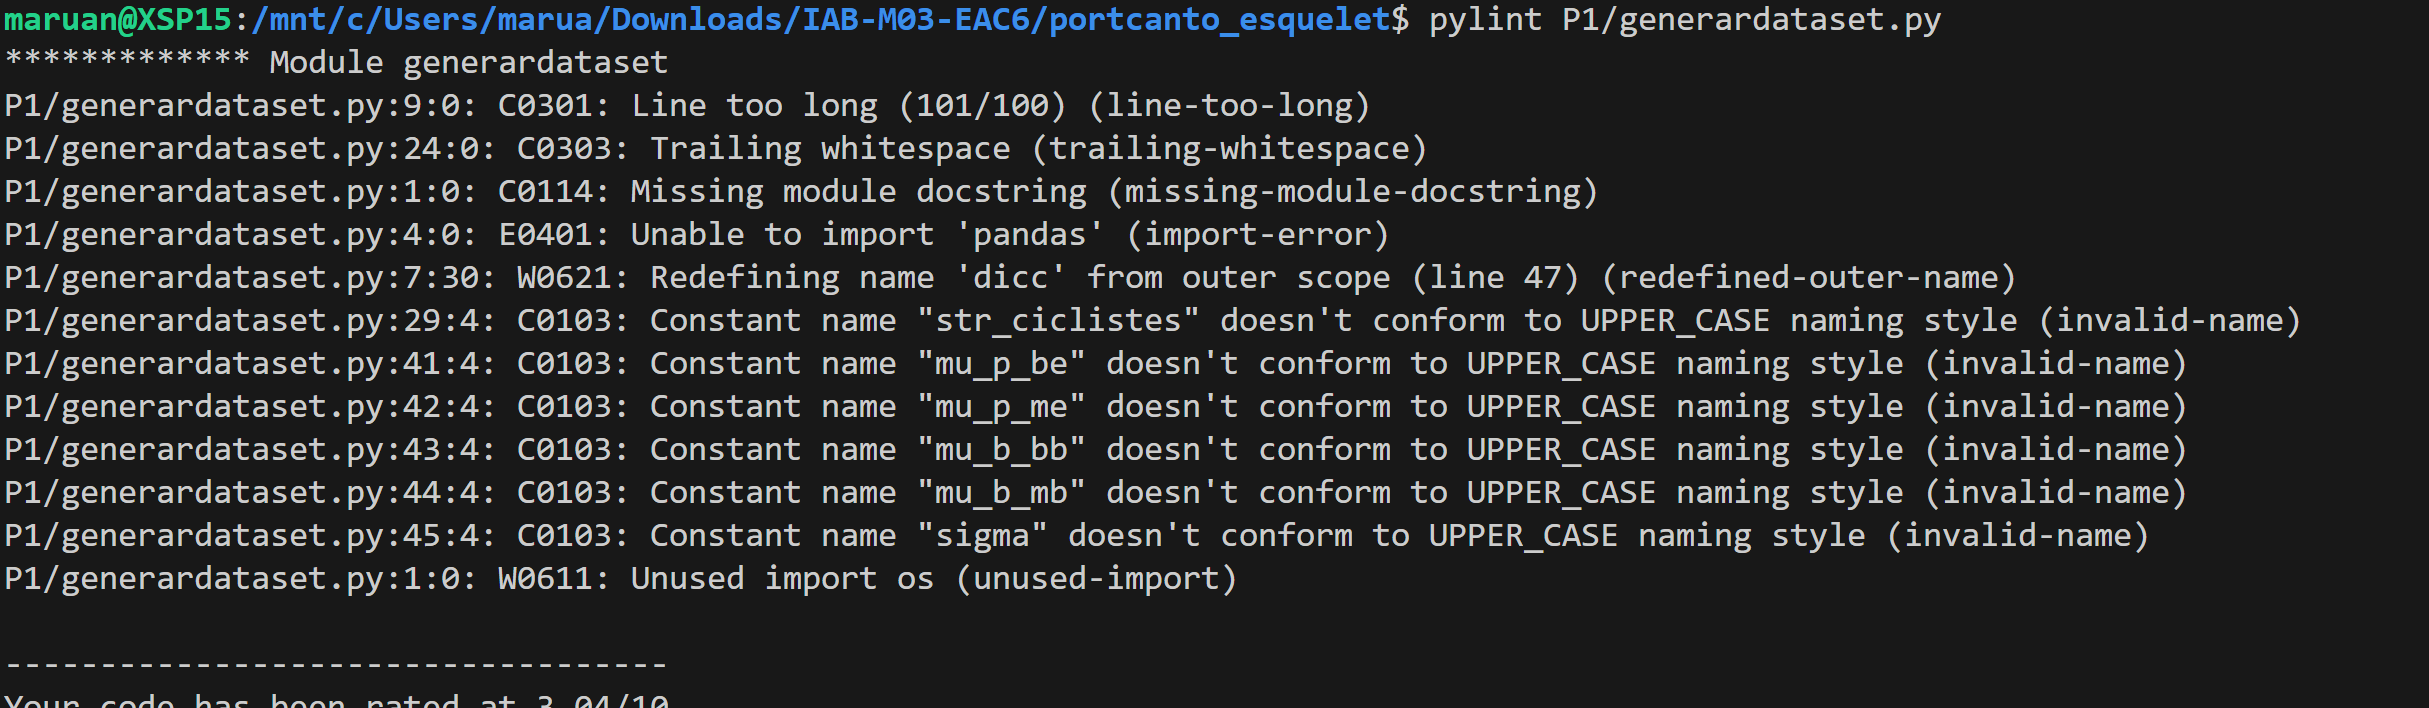 maruan@XSP15:/mnt/c/Users/marua/Downloads/IAB-M03-EAC6/portcanto_esquelet$ pylint P1/generardataset.py
************* Module generardataset
P1/generardataset.py:9:0: C0301: Line too long (101/100) (line-too-long)
P1/generardataset.py:24:0: C0303: Trailing whitespace (trailing-whitespace)
P1/generardataset.py:1:0: C0114: Missing module docstring (missing-module-docstring)
P1/generardataset.py:4:0: E0401: Unable to import 'pandas' (import-error)
P1/generardataset.py:7:30: W0621: Redefining name 'dicc' from outer scope (line 47) (redefined-outer-name)
P1/generardataset.py:29:4: C0103: Constant name "str_ciclistes" doesn't conform to UPPER_CASE naming style (invalid-name)
P1/generardataset.py:41:4: C0103: Constant name "mu_p_be" doesn't conform to UPPER_CASE naming style (invalid-name)
P1/generardataset.py:42:4: C0103: Constant name "mu_p_me" doesn't conform to UPPER_CASE naming style (invalid-name)
P1/generardataset.py:43:4: C0103: Constant name "mu_b_bb" doesn't conform to UPPER_CASE naming style (invalid-name)
P1/generardataset.py:44:4: C0103: Constant name "mu_b_mb" doesn't conform to UPPER_CASE naming style (invalid-name)
P1/generardataset.py:45:4: C0103: Constant name "sigma" doesn't conform to UPPER_CASE naming style (invalid-name)
P1/generardataset.py:1:0: W0611: Unused import os (unused-import)
-----------------------------------
Your code has been rated at 3.04/10